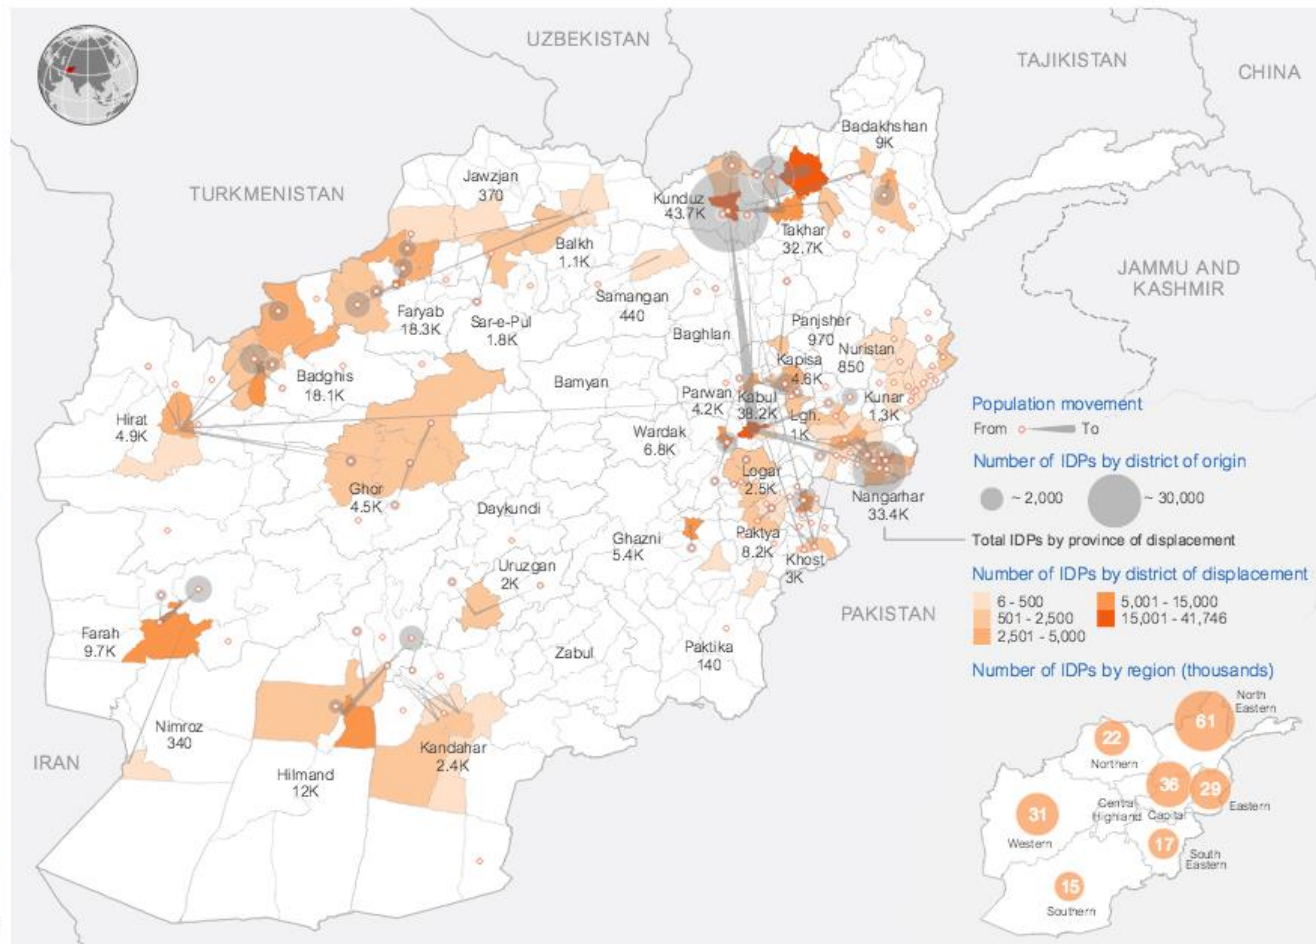 UZBEKISTAN
TAJIKISTAN
CHINA
TURKMENISTAN
Badakhshan
9K
Jawzjan
370
Kunduz
43.7K
Takhar
32.7K
Balkh
1.1K
JAMMU AND
KASHMIR
Samangan
440
Faryab
18.3K
Sar-e-Pul
1.8K
Baghlan
Panjsher
970
Nuristan
850
Kapisa
4.6K
Badghis
18.1K
Bamyan
Parwan
4.2K
Kabul
38.2K
Kunar
1.3K
Lgh.
1K
Hirat
4.9K
Wardak
6.8K
Logar
2.5K
Nangarhar
33.4K
Ghor
4.5K
Daykundi
Ghazni
5.4K
Paktya
8.2K
Khost
3K
Uruzgan
2K
PAKISTAN
Farah
9.7K
Zabul
Paktika
140
Nimroz
340
Kandahar
2.4K
Hilmand
12K
IRAN
Population movement
From To
Number of IDPs by district of origin
~ 2,000 ~ 30,000
Total IDPs by province of displacement
Number of IDPs by district of displacement
6 - 500 5,001 - 15,000
501 - 2,500 15,001 - 41,746
2,501 - 5,000
Number of IDPs by region (thousands)
North
Eastern
61
22
Northern
36
29
Eastern
Central
Highland
Capital
31
Western
17
South
Eastern
15
Southern